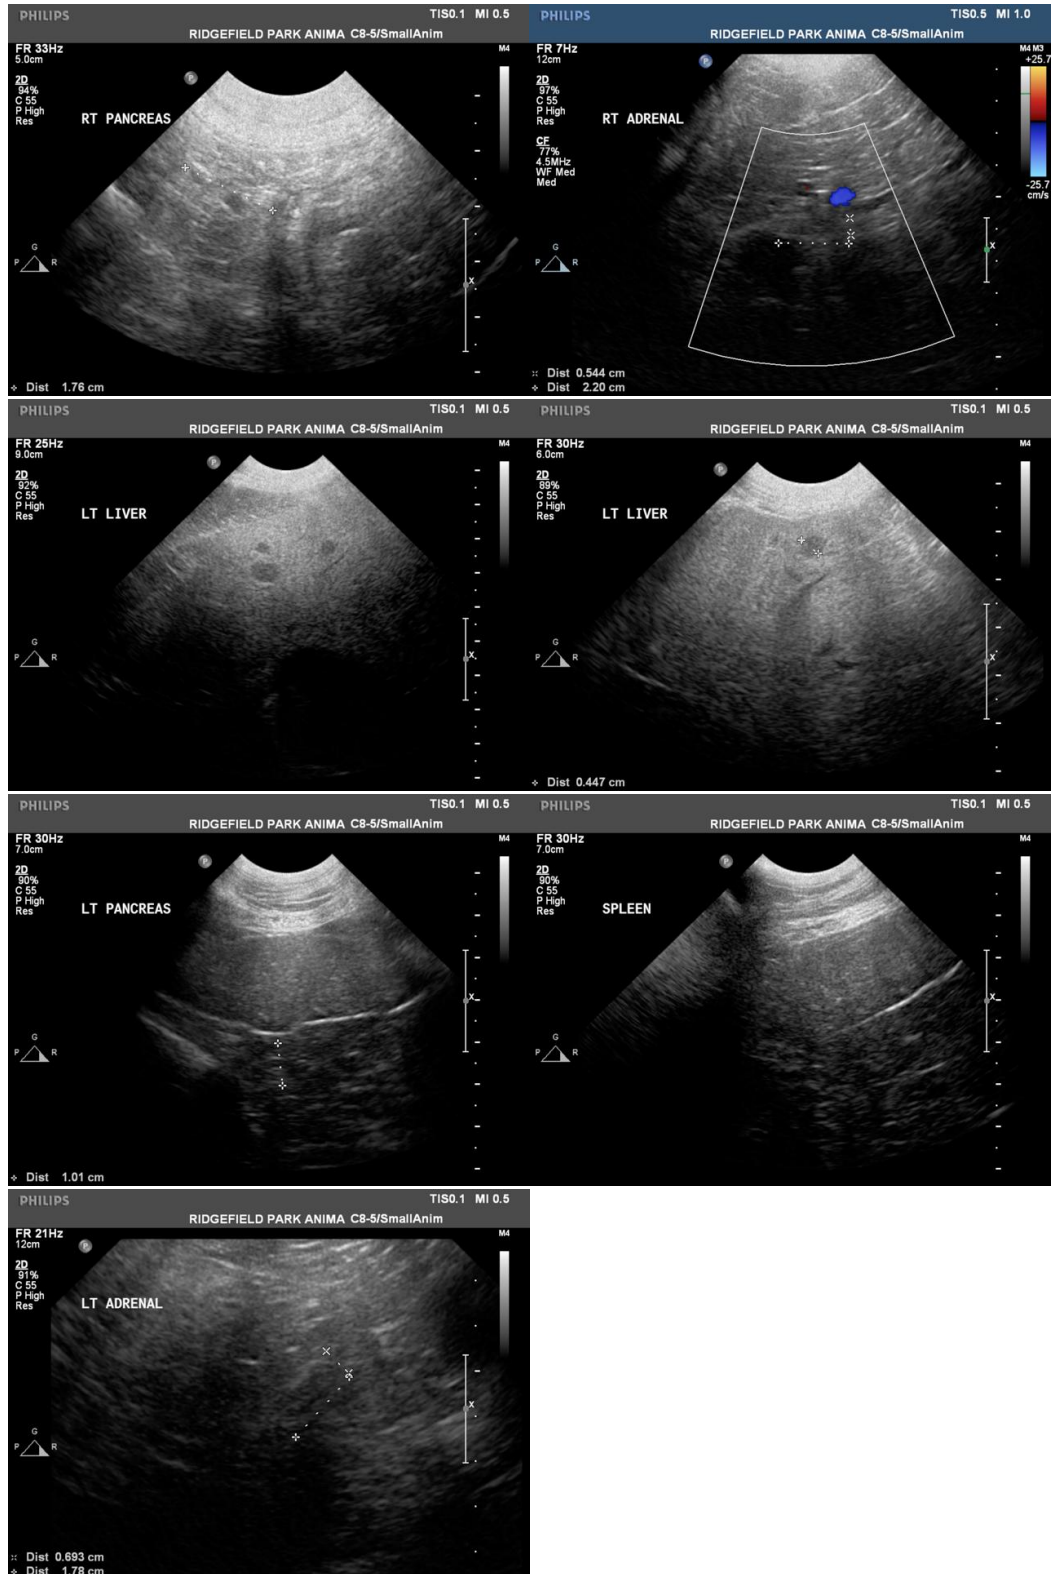 PHILIPS
TIS0.1 MI 0.5
RIDGEFIELD PARK ANIMA C8-5/SmallAnim
FR 33Hz
5.0cm
M4
P
2D
94%
C 55
P High
Res
RT PANCREAS
G
P R
X
Dist 1.76 cm
PHILIPS
TIS0.5 MI 1.0
RIDGEFIELD PARK ANIMA C8-5/SmallAnim
FR 7Hz
12cm
M4 M3
+25.7
P
2D
97%
C 55
P High
Res
RT ADRENAL
CF
77%
4.5MHz
WF Med
Med
-25.7
cm/s
G
P R
X
Dist 0.544 cm
Dist 2.20 cm
PHILIPS
TIS0.1 MI 0.5
RIDGEFIELD PARK ANIMA C8-5/SmallAnim
FR 25Hz
9.0cm
M4
P
2D
92%
C 55
P High
Res
LT LIVER
G
P R
X
PHILIPS
TIS0.1 MI 0.5
RIDGEFIELD PARK ANIMA C8-5/SmallAnim
FR 30Hz
6.0cm
M4
P
2D
89%
C 55
P High
Res
LT LIVER
G
P R
X
Dist 0.447 cm
PHILIPS
TIS0.1 MI 0.5
RIDGEFIELD PARK ANIMA C8-5/SmallAnim
FR 30Hz
7.0cm
M4
P
2D
90%
C 55
P High
Res
LT PANCREAS
G
P R
X
Dist 1.01 cm
PHILIPS
TIS0.1 MI 0.5
RIDGEFIELD PARK ANIMA C8-5/SmallAnim
FR 30Hz
7.0cm
M4
P
2D
90%
C 55
P High
Res
SPLEEN
G
P R
X
PHILIPS
TIS0.1 MI 0.5
RIDGEFIELD PARK ANIMA C8-5/SmallAnim
FR 21Hz
12cm
M4
P
2D
91%
C 55
P High
Res
LT ADRENAL
G
P R
X
Dist 0.693 cm
Dist 1.78 cm